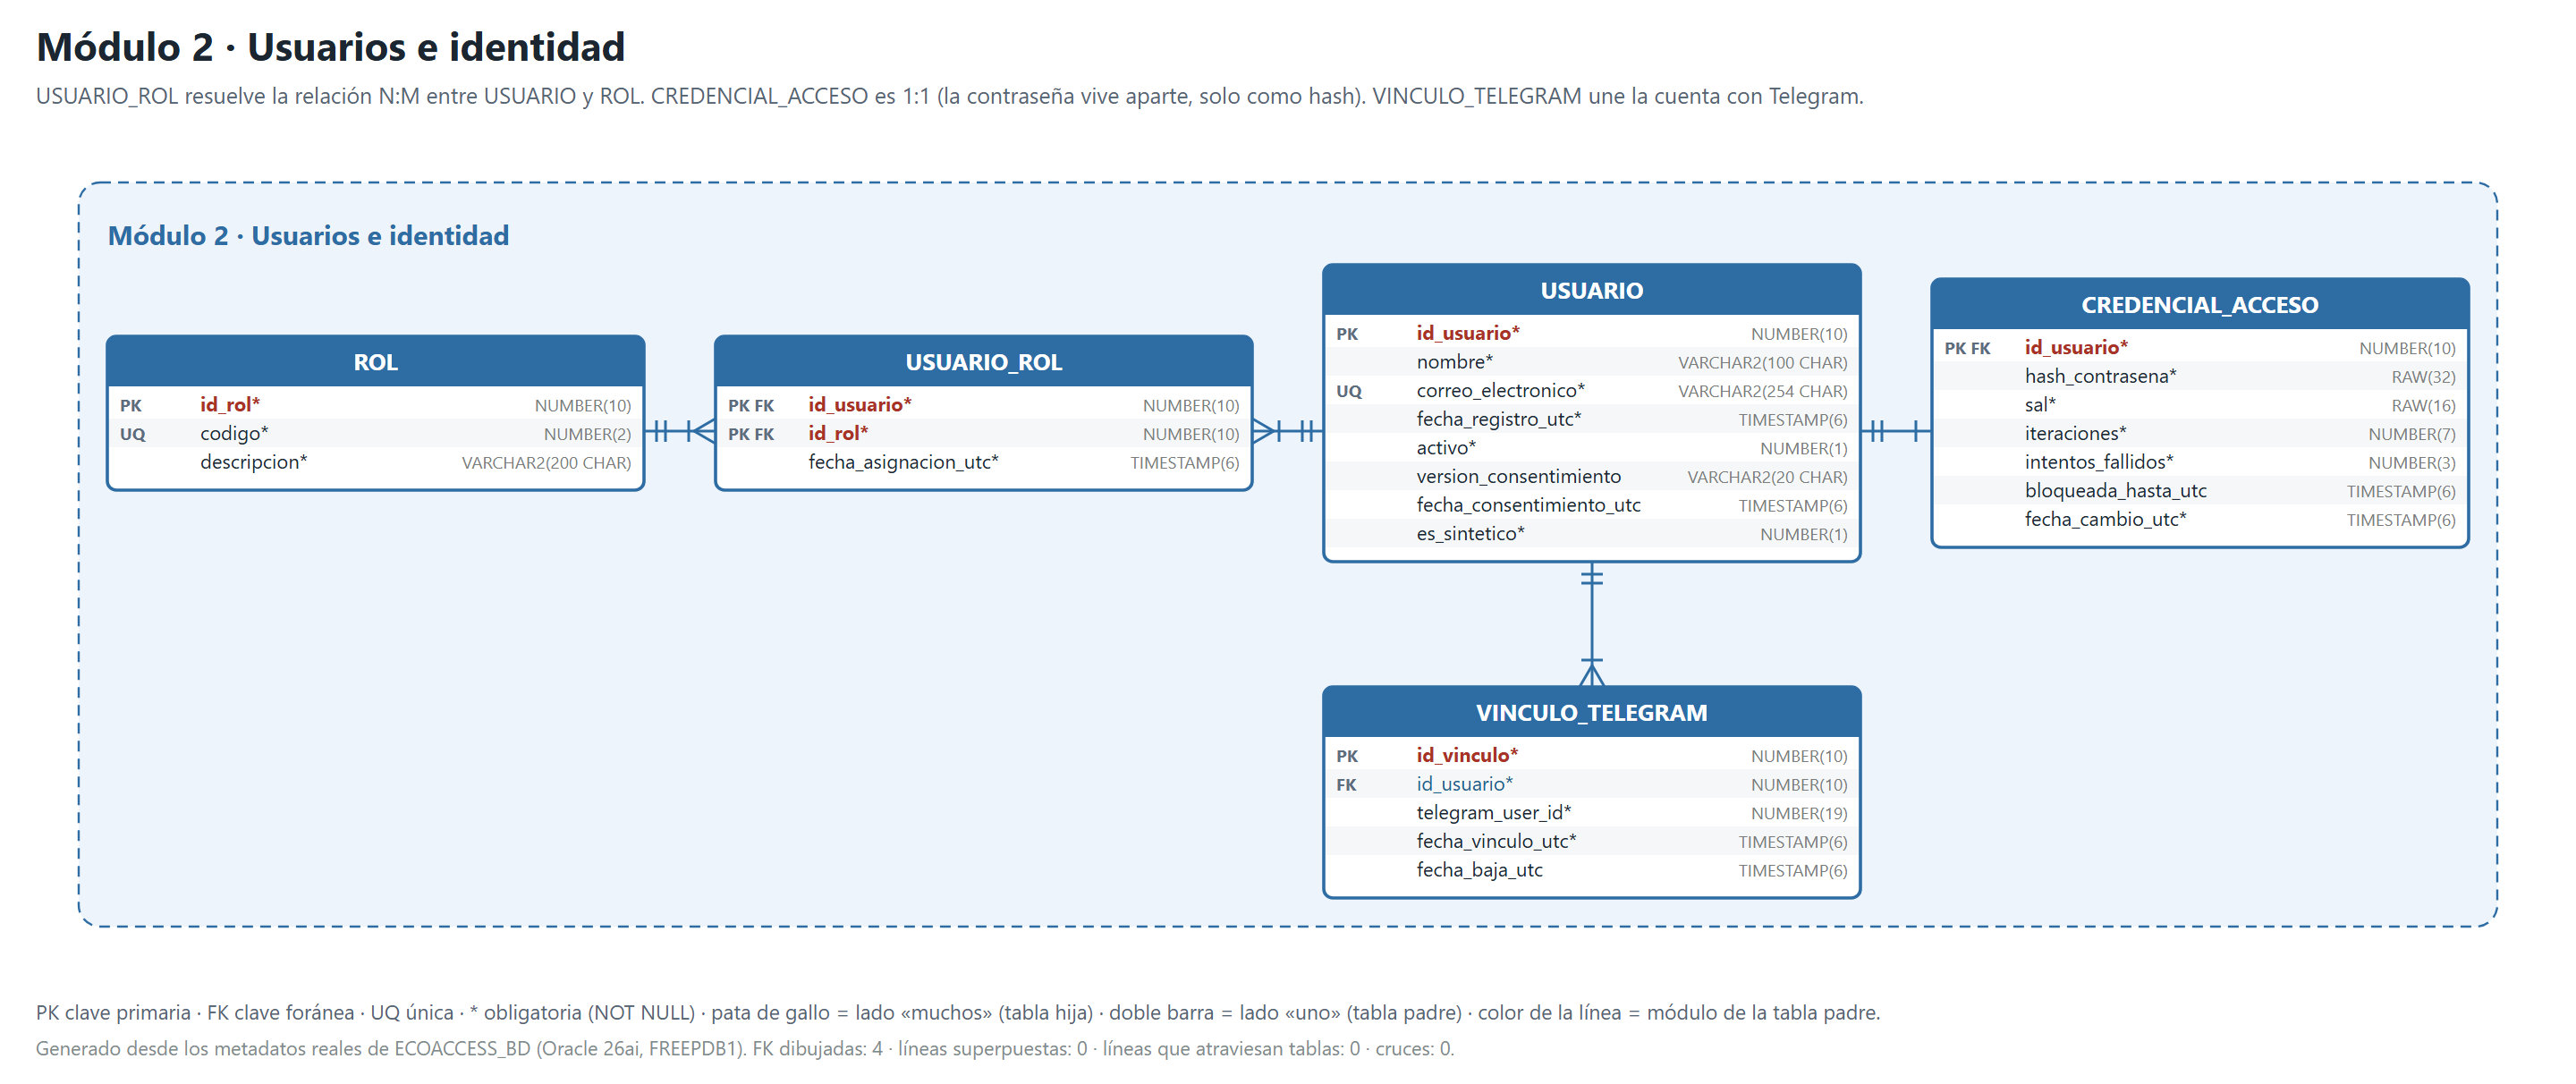 Módulo 2 · Usuarios e identidad
USUARIO_ROL resuelve la relación N:M entre USUARIO y ROL. CREDENCIAL_ACCESO es 1:1 (la contraseña vive aparte, solo como hash). VINCULO_TELEGRAM une la cuenta con Telegram.
Módulo 2 · Usuarios e identidad
ROL
PK id_rol* NUMBER(10)
UQ codigo* NUMBER(2)
descripcion* VARCHAR2(200 CHAR)
USUARIO_ROL
PK FK id_usuario* NUMBER(10)
PK FK id_rol* NUMBER(10)
fecha_asignacion_utc* TIMESTAMP(6)
USUARIO
PK id_usuario* NUMBER(10)
nombre* VARCHAR2(100 CHAR)
UQ correo_electronico* VARCHAR2(254 CHAR)
fecha_registro_utc* TIMESTAMP(6)
activo* NUMBER(1)
version_consentimiento VARCHAR2(20 CHAR)
fecha_consentimiento_utc TIMESTAMP(6)
es_sintetico* NUMBER(1)
CREDENCIAL_ACCESO
PK FK id_usuario* NUMBER(10)
hash_contrasena* RAW(32)
sal* RAW(16)
iteraciones* NUMBER(7)
intentos_fallidos* NUMBER(3)
bloqueada_hasta_utc TIMESTAMP(6)
fecha_cambio_utc* TIMESTAMP(6)
VINCULO_TELEGRAM
PK id_vinculo* NUMBER(10)
FK id_usuario* NUMBER(10)
telegram_user_id* NUMBER(19)
fecha_vinculo_utc* TIMESTAMP(6)
fecha_baja_utc TIMESTAMP(6)
PK clave primaria · FK clave foránea · UQ única · * obligatoria (NOT NULL) · pata de gallo = lado «muchos» (tabla hija) · doble barra = lado «uno» (tabla padre) · color de la línea = módulo de la tabla padre.
Generado desde los metadatos reales de ECOACCESS_BD (Oracle 26ai, FREEPDB1). FK dibujadas: 4 · líneas superpuestas: 0 · líneas que atraviesan tablas: 0 · cruces: 0.